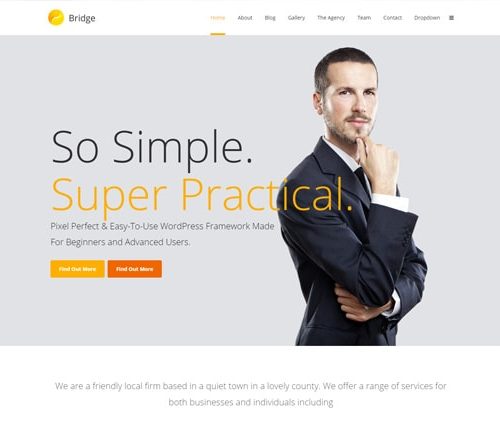 Bridge
Home About Blog Gallery The Agency Team Contact Dropdown
So Simple.
Super Practical.
Pixel Perfect & Easy-To-Use WordPress Framework Made
For Beginners and Advanced Users.
Find Out More Find Out More
We are a friendly local firm based in a quiet town in a lovely county. We offer a range of services for
both businesses and individuals including